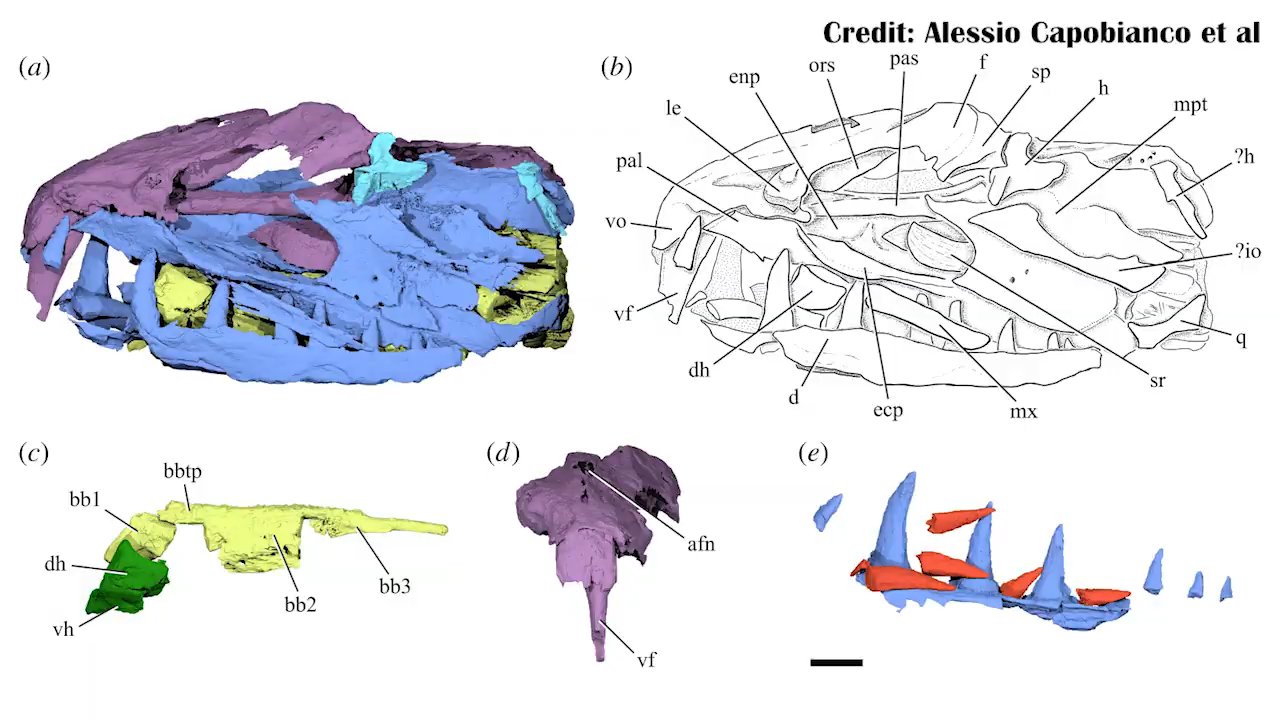 Credit: Alessio Capobianco et al
(a)
(b)
enp
ors
pas
f
sp
h
mpt
le
?h
pal
vo
?io
vf
q
dh
sr
d
ecp
mx
(c)
(d)
(e)
bbtp
bb1
dh
afn
bb3
bb2
vh
vf